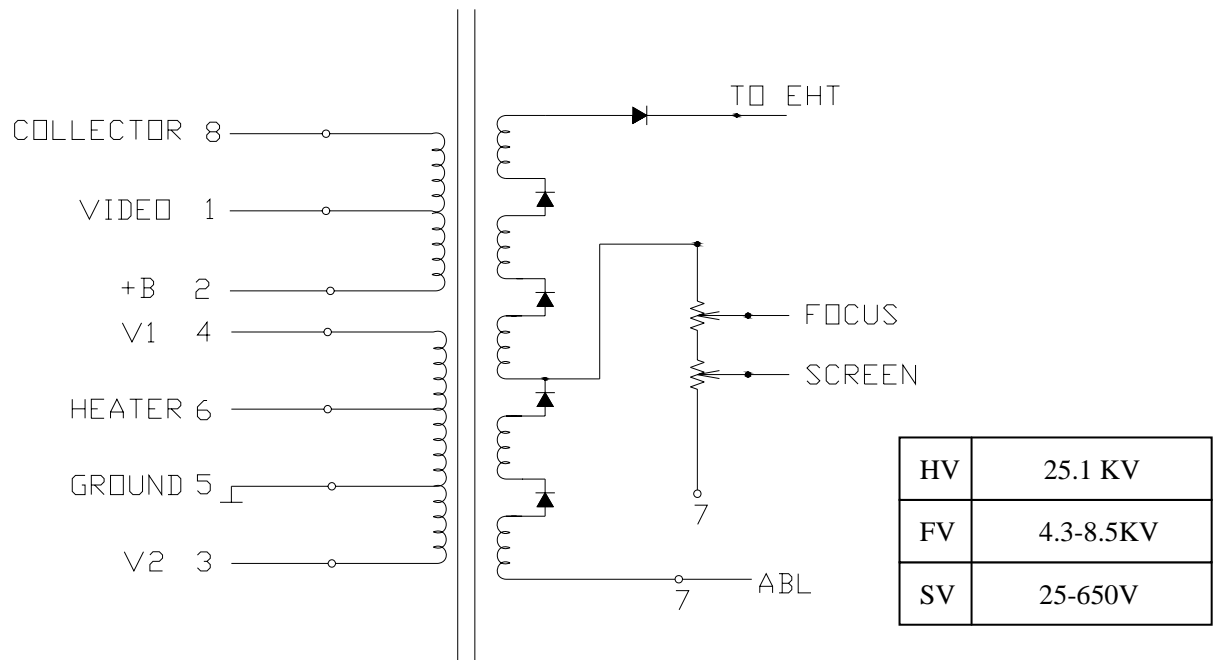 TO EHT
COLLECTOR 8
VIDEO 1
+B 2
V1 4
HEATER 6
GROUND 5
V2 3
FOCUS
SCREEN
7
7
ABL
HV 25.1 KV
FV 4.3-8.5KV
SV 25-650V